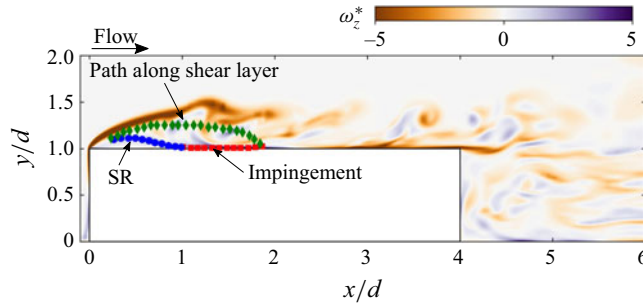 ω*z
−5 0 5
Flow
Path along shear layer
SR
Impingement
y/d
2.0
1.5
1.0
0.5
0
0 1 2 3 4 5 6
x/d